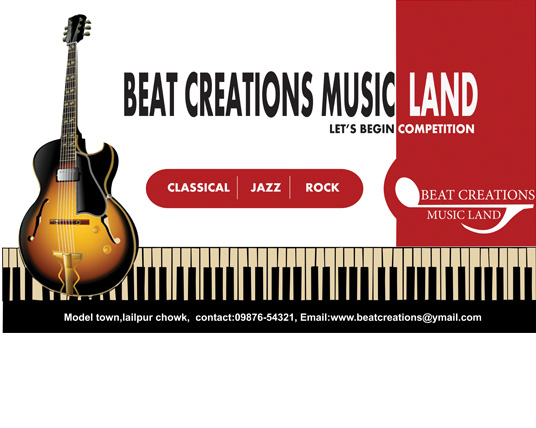 BEAT CREATIONS MUSIC LAND
LET'S BEGIN COMPETITION
CLASSICAL JAZZ ROCK
BEAT CREATIONS
MUSIC LAND
Model town,lailpur chowk, contact:09876-54321, Email:www.beatcreations@ymail.com